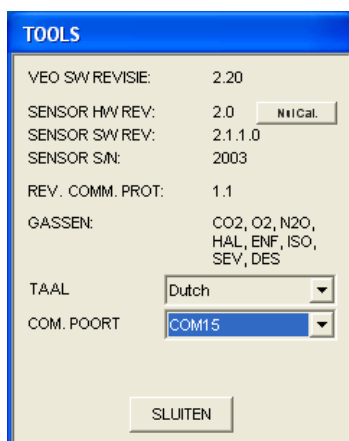 TOOLS
VEO SW REVISIE: 2.20
SENSOR HW REV: 2.0 NulCal.
SENSOR SW REV: 2.1.1.0
SENSOR S/N: 2003
REV. COMM. PROT: 1.1
GASSEN: CO2, O2, N2O,
HAL, ENF, ISO,
SEV, DES
TAAL Dutch
COM. POORT COM15
SLUITEN